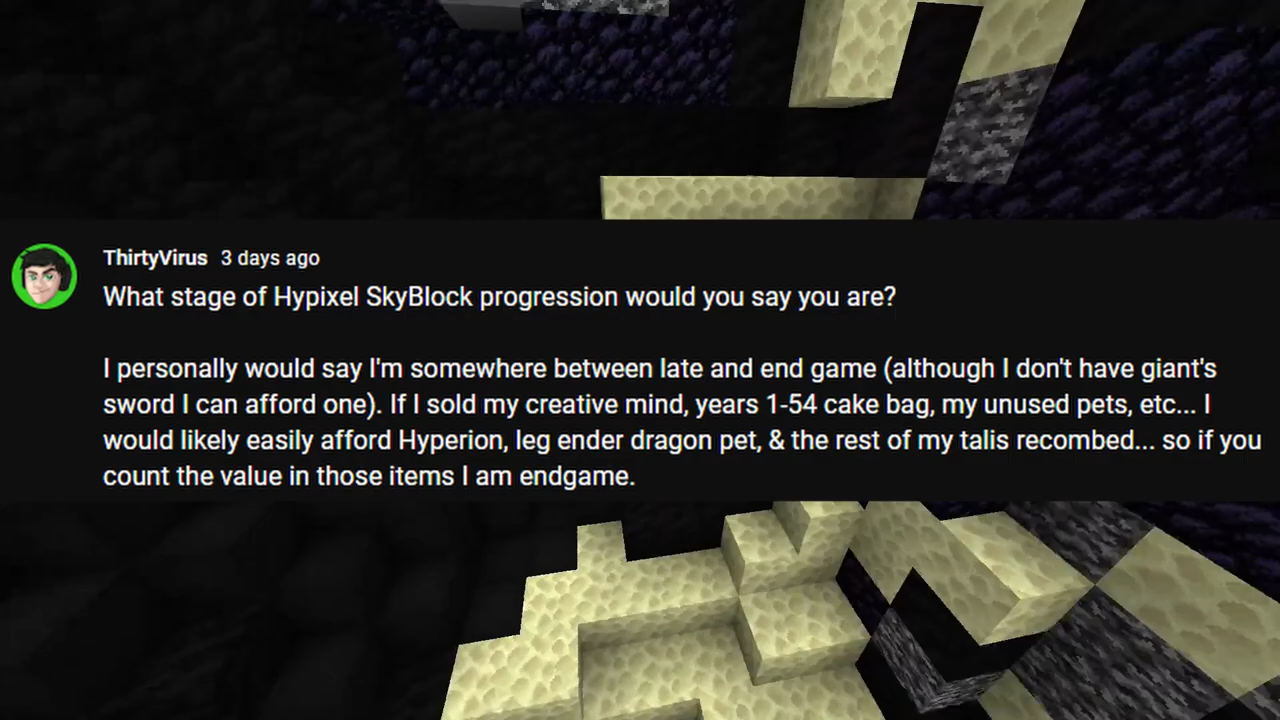 ThirtyVirus 3 days ago
What stage of Hypixel SkyBlock progression would you say you are?
I personally would say I'm somewhere between late and end game (although I don't have giant's
sword I can afford one). If I sold my creative mind, years 1-54 cake bag, my unused pets, etc... I
would likely easily afford Hyperion, leg ender dragon pet, & the rest of my talis recombed... so if you
count the value in those items I am endgame.